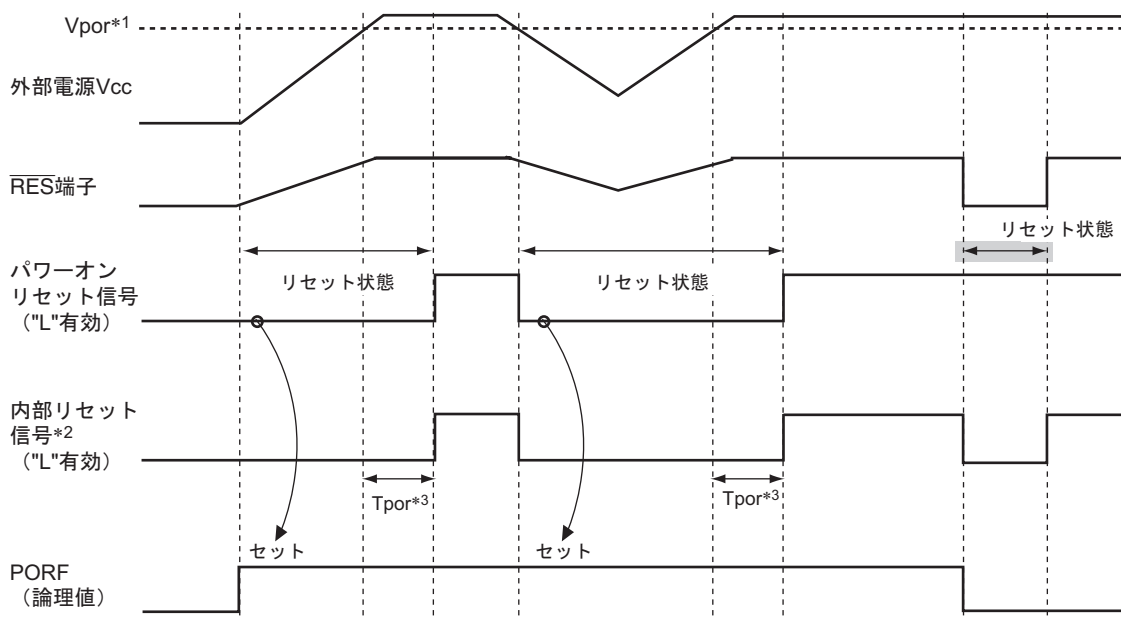 Vpor*1
外部電源Vcc
RES端子
リセット状態
パワーオン
リセット信号
("L"有効)
リセット状態
リセット状態
内部リセット
信号*2
("L"有効)
Tpor*3
Tpor*3
セット
セット
PORF
(論理値)